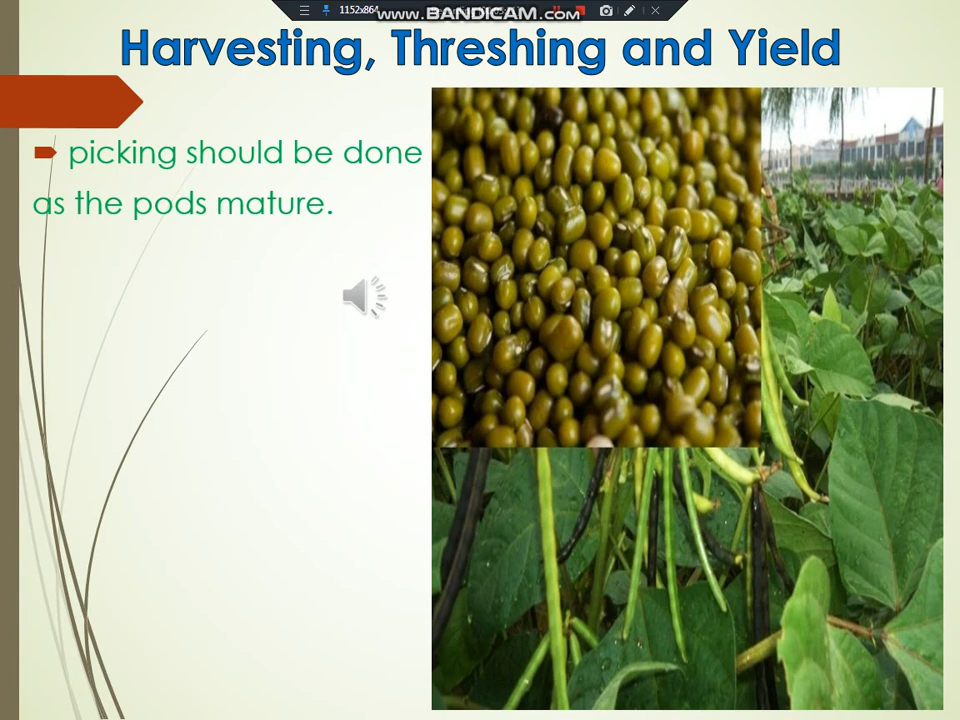 1152x864
www.BANDICAM.com
Harvesting, Threshing and Yield
picking should be done
as the pods mature.